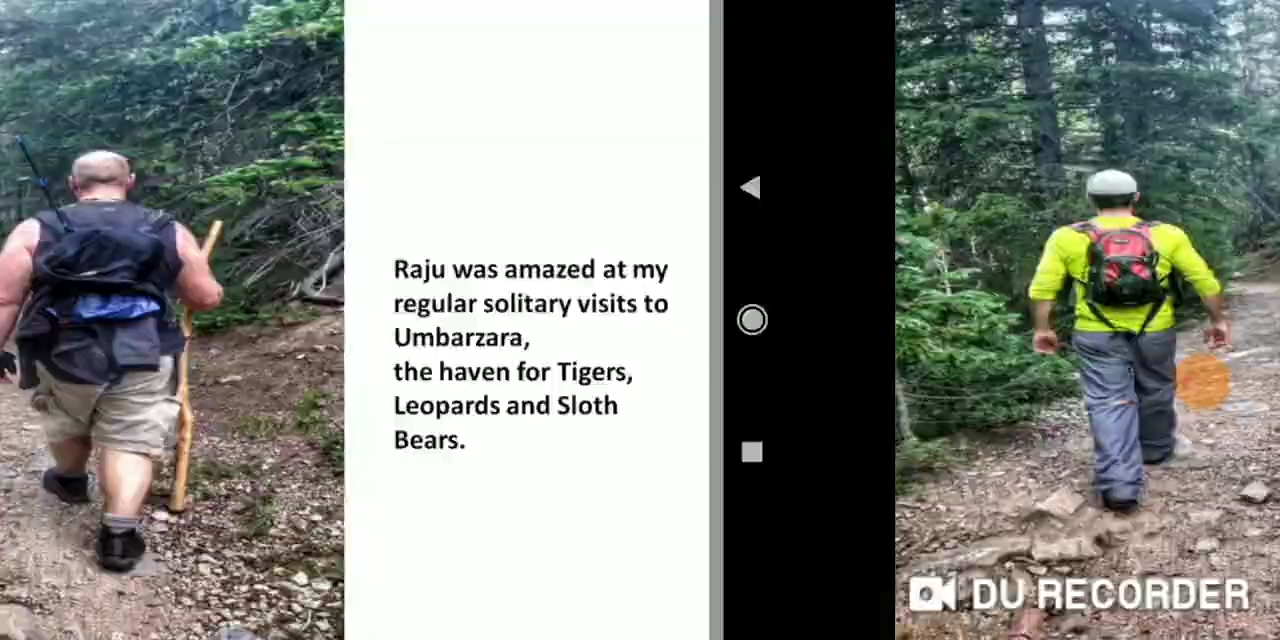 Raju was amazed at my
regular solitary visits to
Umbarzara,
the haven for Tigers,
Leopards and Sloth
Bears.
DU RECORDER